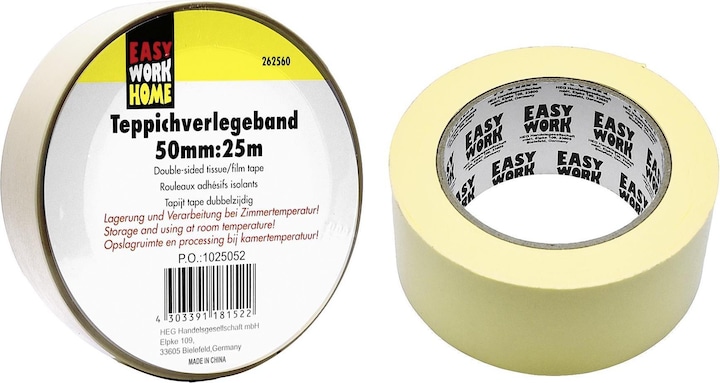 EASY
WORK
HOME
262560
Teppichverlegeband
50mm:25m
Double-sided tissue/film tape
Rouleaux adhésifs isolants
Tapijt tape dubbelzijdig
Lagerung und Verarbeitung bei Zimmertemperatur!
Storage and using at room temperature!
Opslagruimte en processing bij kamertemperatuur!
P.O.:1025052
4 303391 181522
HEG Handelsgesellschaft mbH
Elpke 109,
33605 Bielefeld,Germany
MADE IN CHINA
EASY
WORK
EASY
WORK
EASY
WORK
EASY
WORK